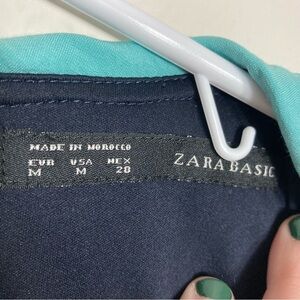 MADE IN MOROCCO
EUR USA MEX
M M 28
ZARA BASIC